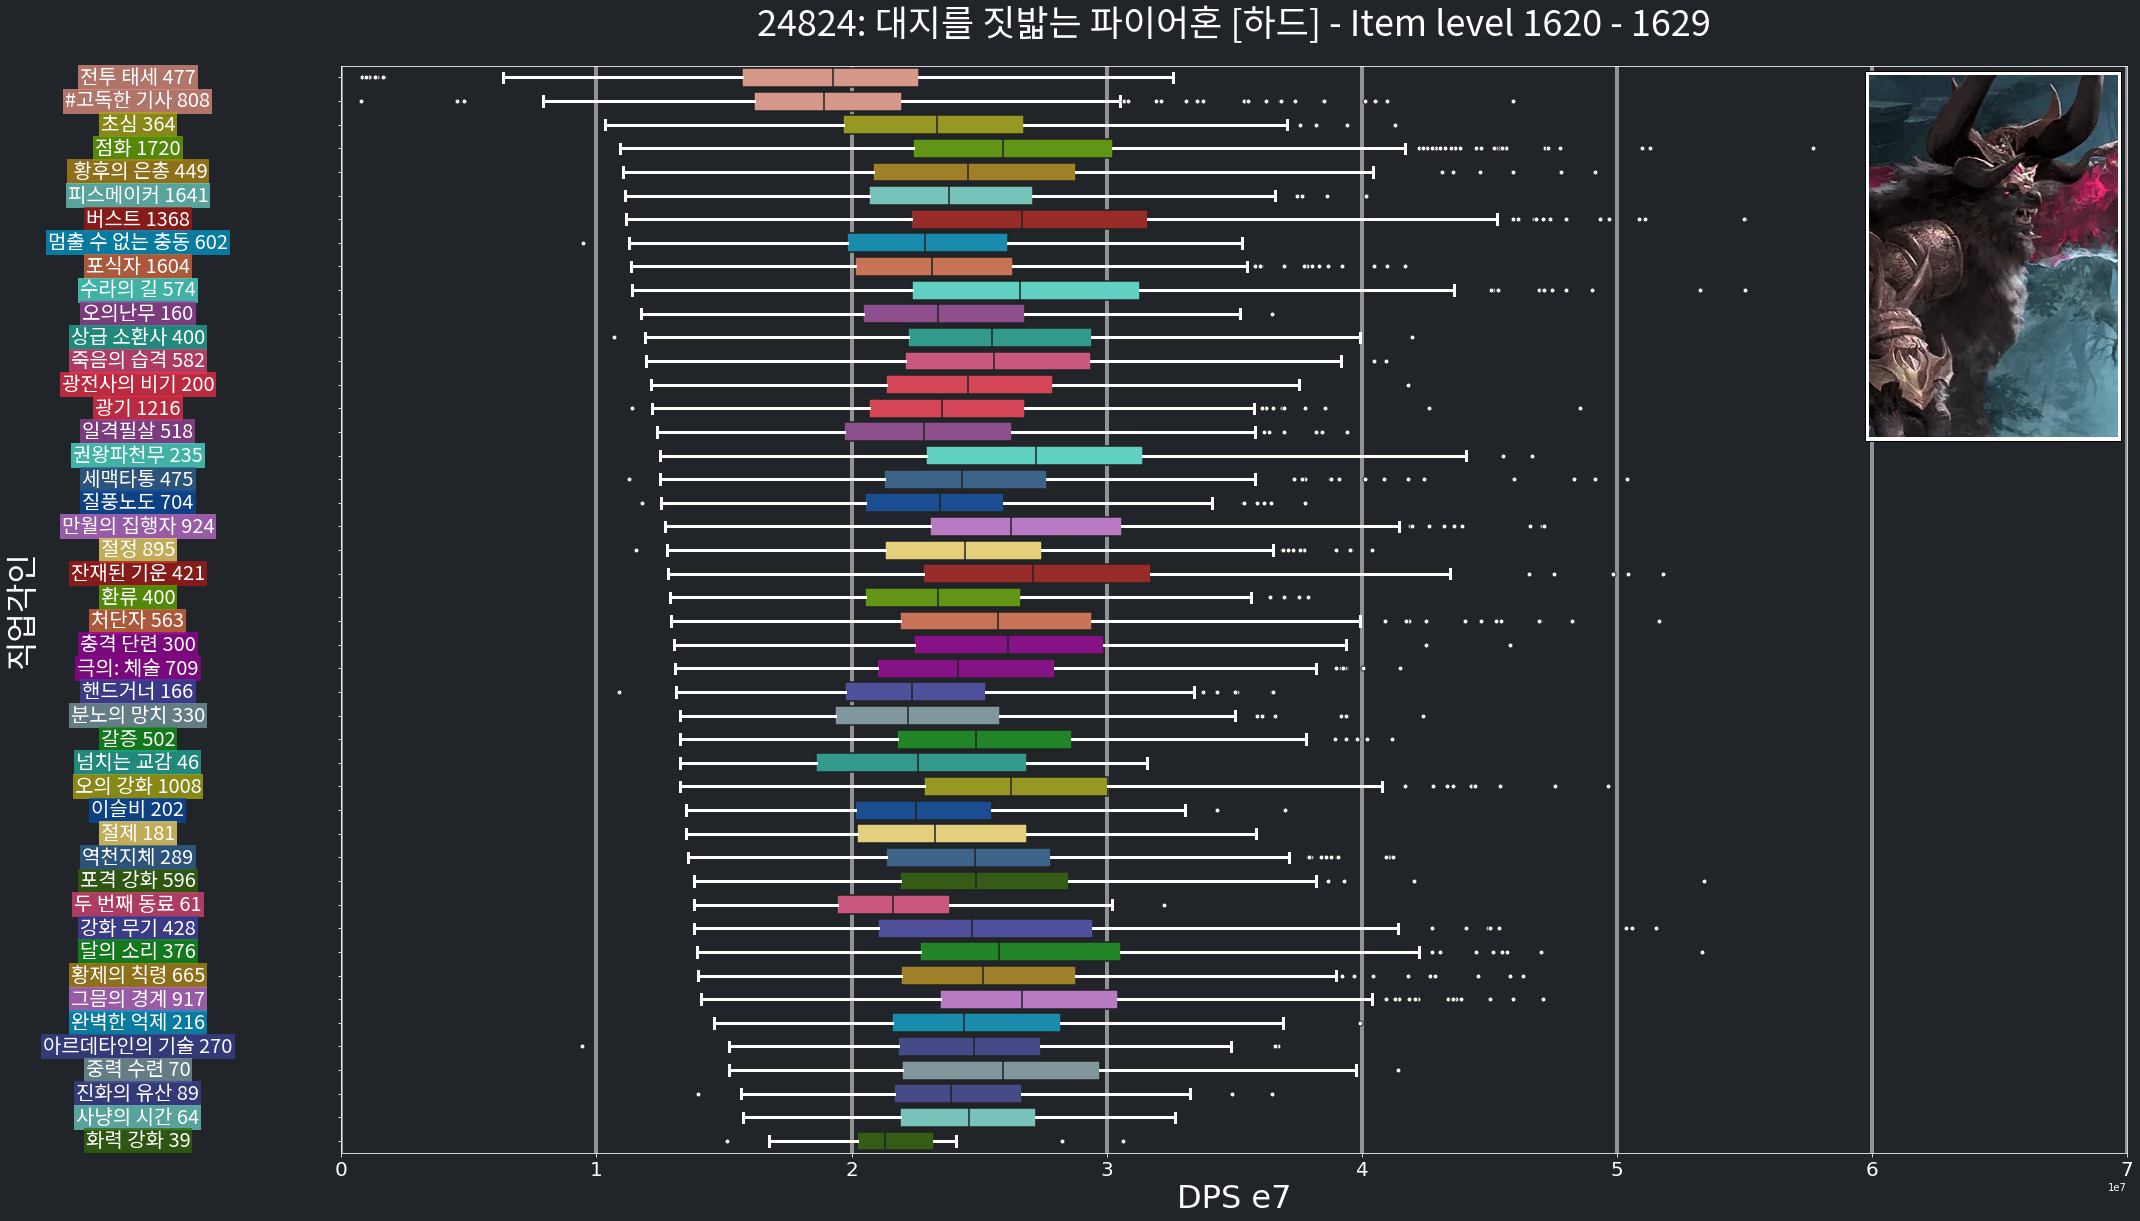 24824: 대지를 짓밟는 파이어혼 [하드] - Item level 1620 - 1629
전투 태세 477
#고독한 기사 808
초심 364
점화 1720
황후의 은총 449
피스메이커 1641
버스트 1368
멈출 수 없는 충동 602
포식자 1604
수라의 길 574
오의난무 160
상급 소환사 400
죽음의 습격 582
광전사의 비기 200
광기 1216
일격필살 518
권왕파천무 235
세맥타통 475
질풍노도 704
만월의 집행자 924
절정 895
잔재된 기운 421
환류 400
처단자 563
충격 단련 300
극의: 체술 709
핸드거너 166
분노의 망치 330
갈증 502
넘치는 교감 46
오의 강화 1008
이슬비 202
절제 181
역천지체 289
포격 강화 596
두 번째 동료 61
강화 무기 428
달의 소리 376
황제의 칙령 665
그믐의 경계 917
완벽한 억제 216
아르데타인의 기술 270
중력 수련 70
진화의 유산 89
사냥의 시간 64
화력 강화 39
직업각인
0 1 2 3 4 5 6 7
DPS e7
1e7